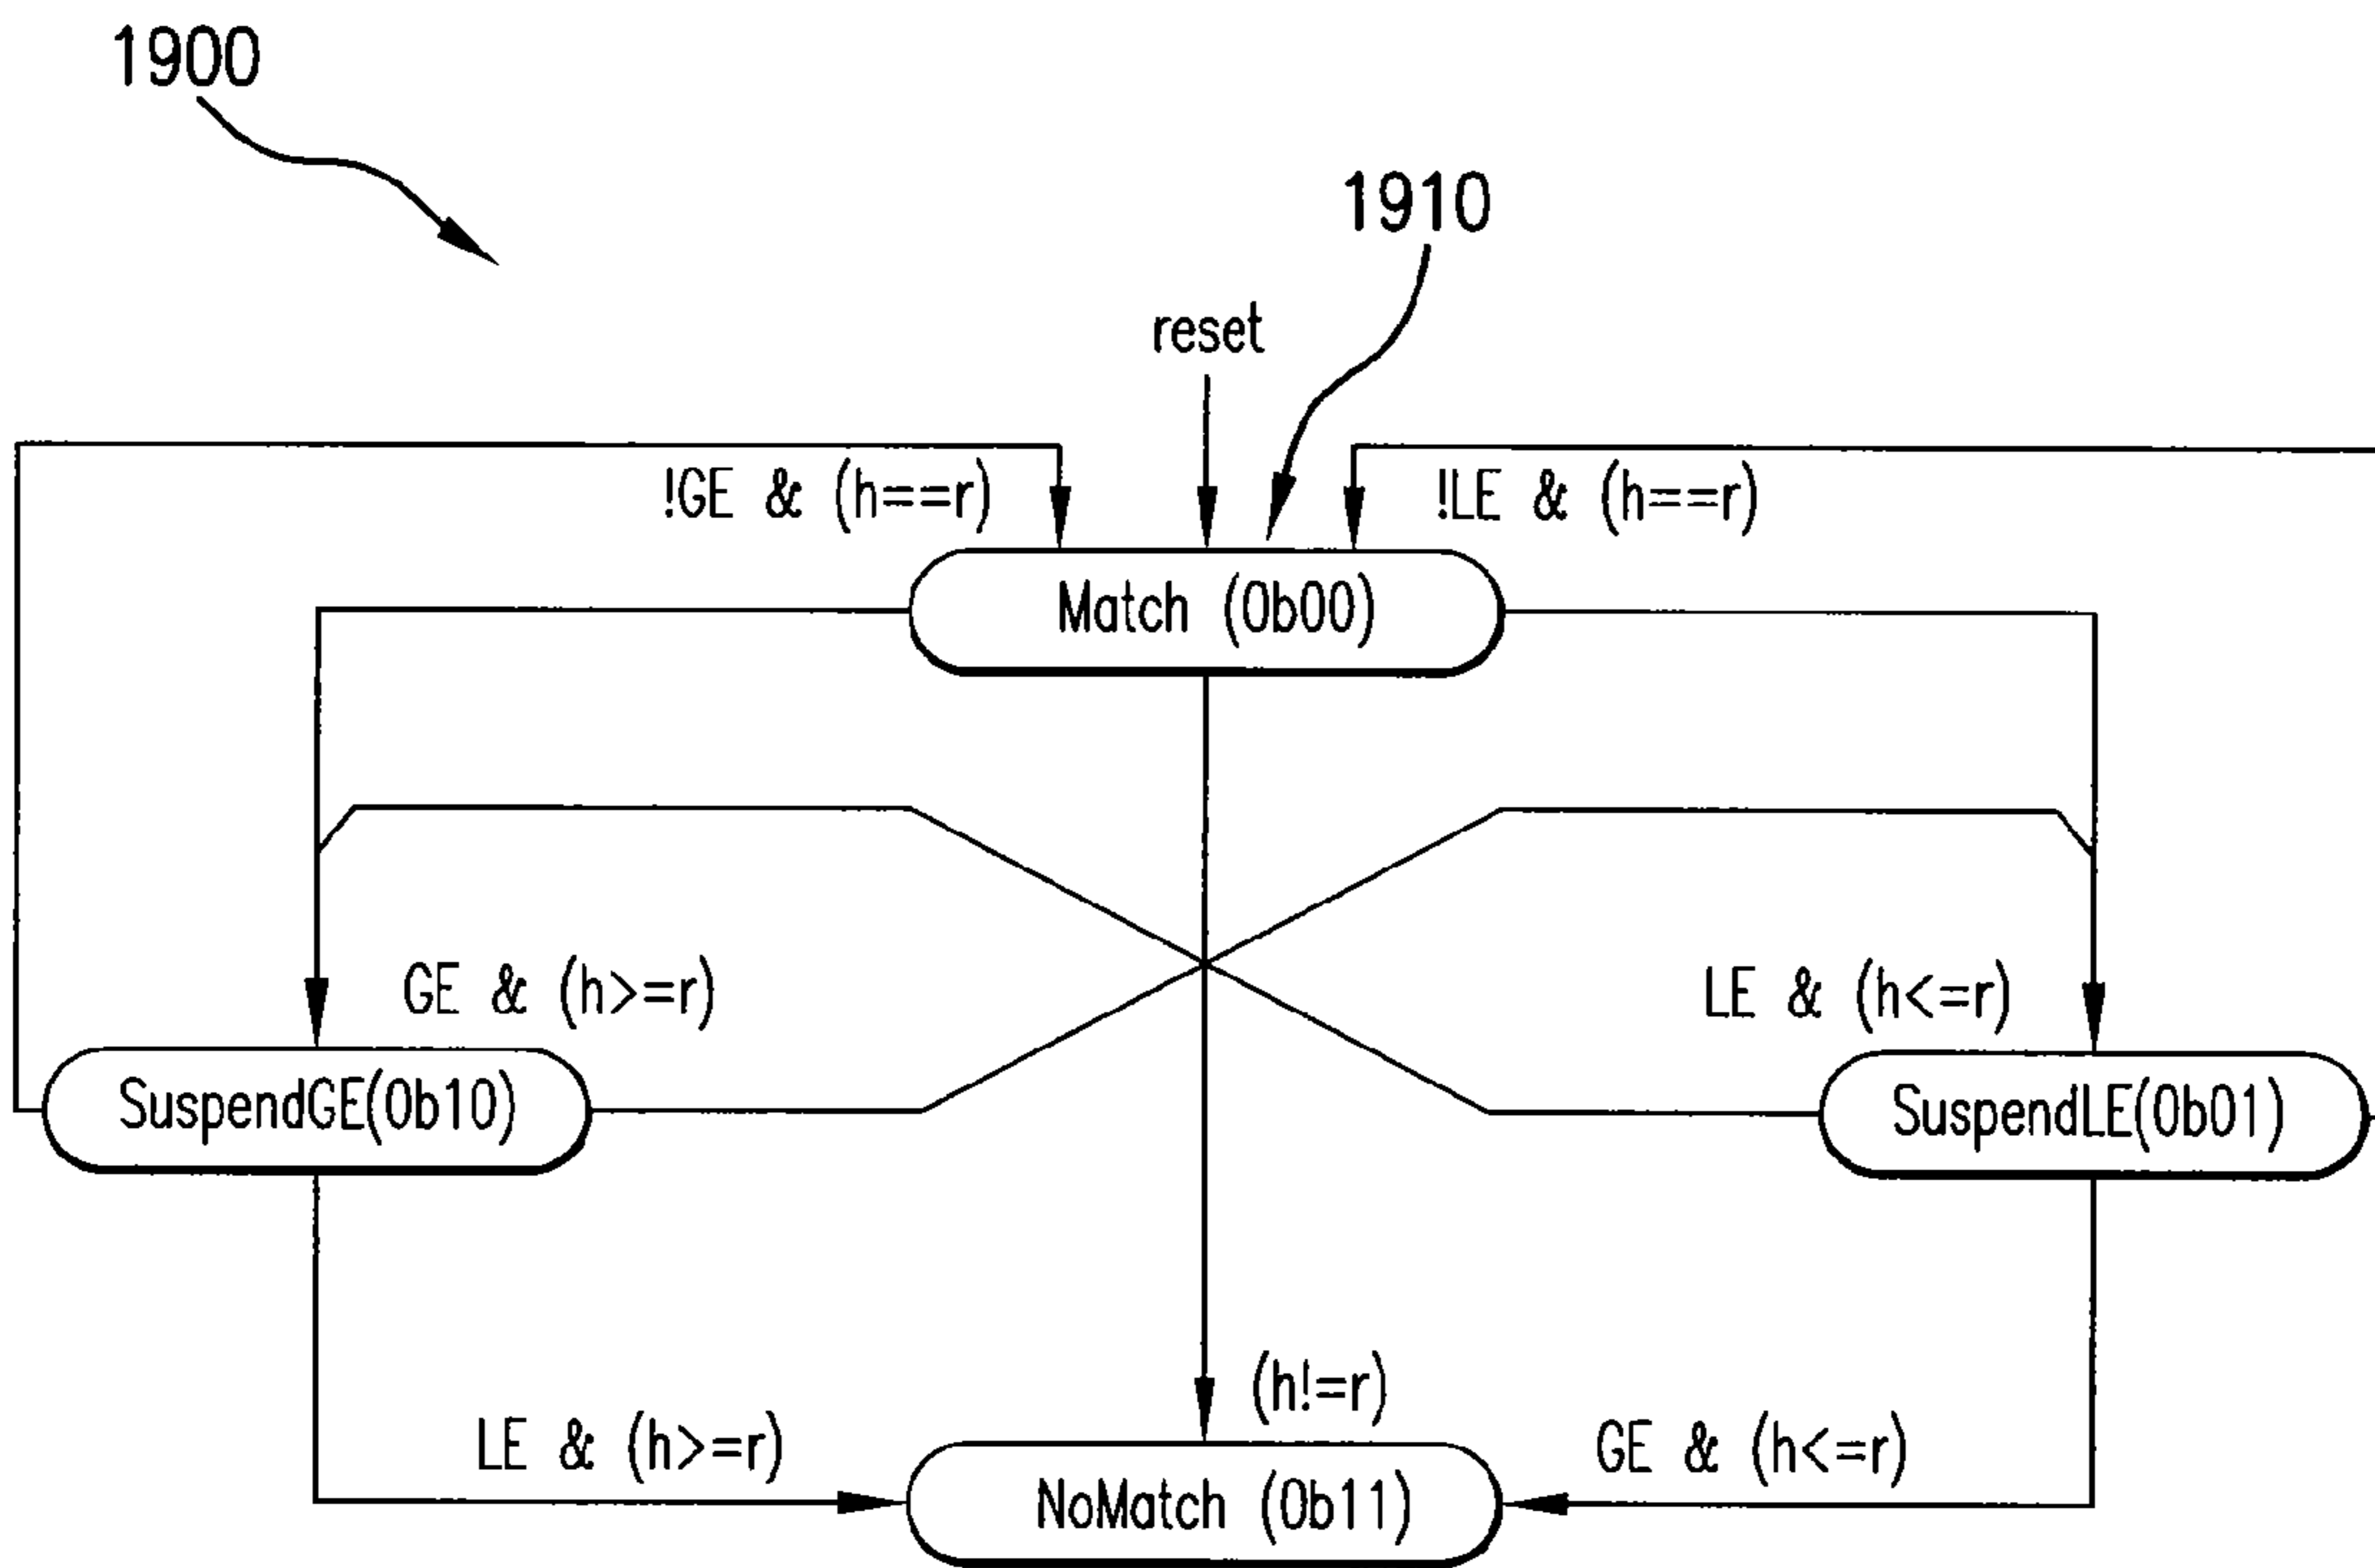 1900
1910
reset
!GE & (h==r)
!LE & (h==r)
Match (0b00)
GE & (h>=r)
LE & (h<=r)
SuspendGE(0b10)
SuspendLE(0b01)
(h!=r)
LE & (h>=r)
GE & (h<=r)
NoMatch (0b11)